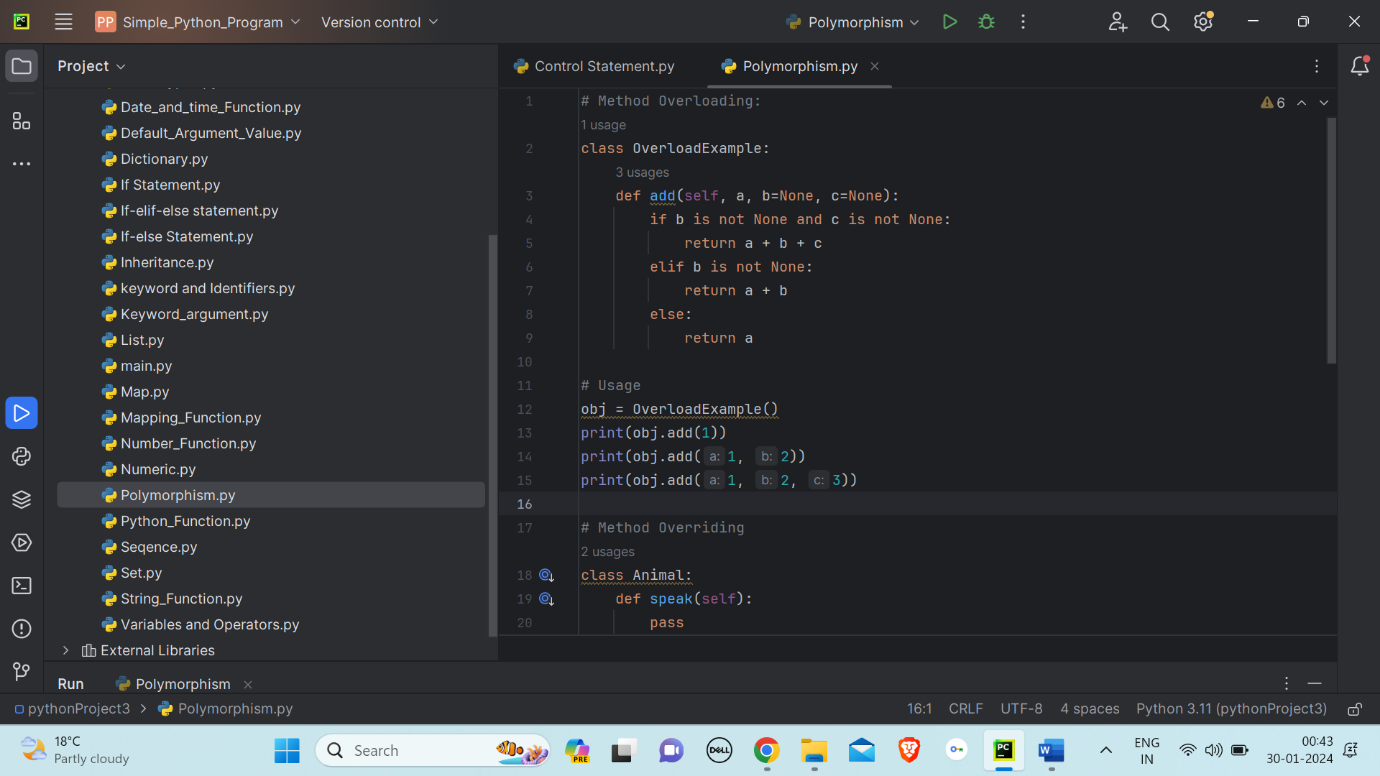 PC
PP Simple_Python_Program Version control Polymorphism
Project
Control Statement.py Polymorphism.py
Date_and_time_Function.py
Default_Argument_Value.py
Dictionary.py
If Statement.py
If-elif-else statement.py
If-else Statement.py
Inheritance.py
keyword and Identifiers.py
Keyword_argument.py
List.py
main.py
Map.py
Mapping_Function.py
Number_Function.py
Numeric.py
Polymorphism.py
Python_Function.py
Seqence.py
Set.py
String_Function.py
Variables and Operators.py
External Libraries
1 # Method Overloading:
6
1 usage
2 class OverloadExample:
3 usages
3 def add(self, a, b=None, c=None):
4 if b is not None and c is not None:
5 return a + b + c
6 elif b is not None:
7 return a + b
8 else:
9 return a
10
11 # Usage
12 obj = OverloadExample()
13 print(obj.add(1))
14 print(obj.add( a: 1, b: 2))
15 print(obj.add( a: 1, b: 2, c: 3))
16
17 # Method Overriding
2 usages
18 class Animal:
19 def speak(self):
20 pass
Run Polymorphism
pythonProject3 > Polymorphism.py 16:1 CRLF UTF-8 4 spaces Python 3.11 (pythonProject3)
18°C
Partly cloudy
Search
PRE
DELL
PC
W
ENG
IN
00:43
30-01-2024